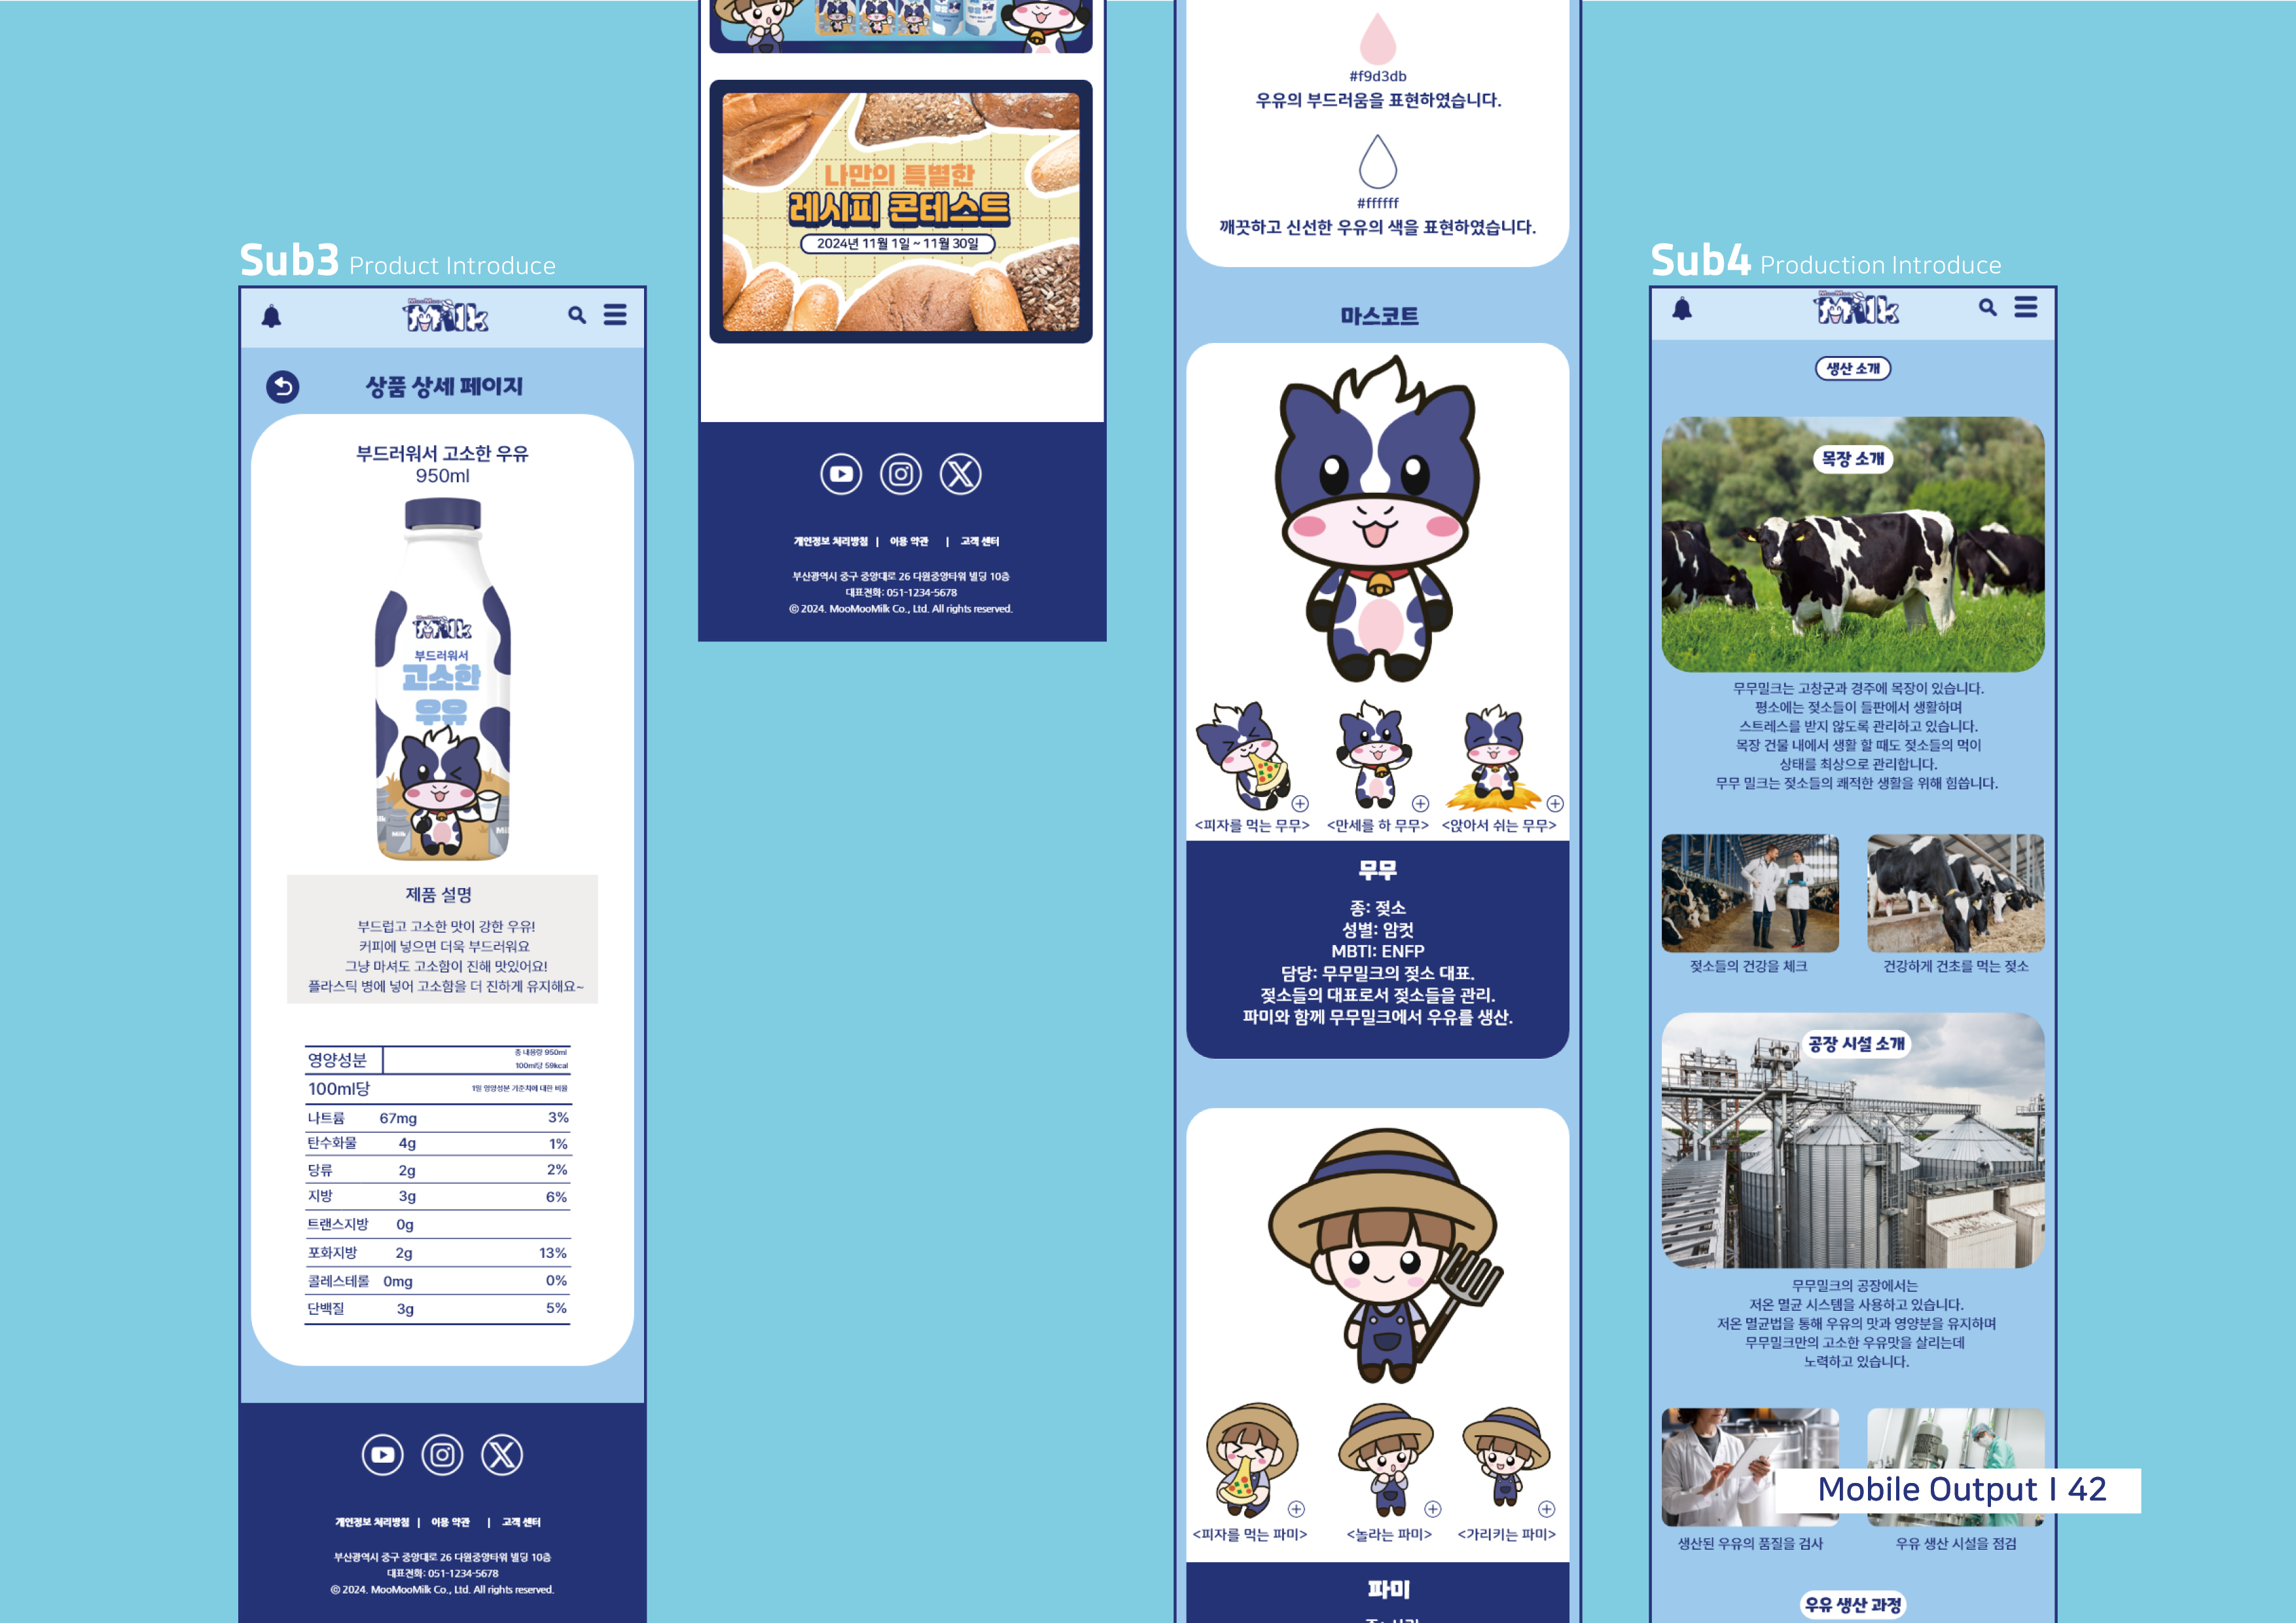 Sub3 Product Introduce
MooMoo Milk
상품 상세 페이지
부드러워서 고소한 우유
950ml
MooMoo Milk
부드러워서
고소한
우유
Milk
제품 설명
부드럽고 고소한 맛이 강한 우유!
커피에 넣으면 더욱 부드러워요
그냥 마셔도 고소함이 진해 맛있어요!
플라스틱 병에 넣어 고소함을 더 진하게 유지해요~
영양성분
총 내용량 950ml
100ml당 59kcal
100ml당
1일 영양성분 기준치에 대한 비율
나트륨 67mg 3%
탄수화물 4g 1%
당류 2g 2%
지방 3g 6%
트랜스지방 0g
포화지방 2g 13%
콜레스테롤 0mg 0%
단백질 3g 5%
개인정보 처리방침 | 이용 약관 | 고객 센터
부산광역시 중구 중앙대로 26 다원중앙타워 빌딩 10층
대표전화: 051-1234-5678
© 2024. MooMooMilk Co., Ltd. All rights reserved.
나만의 특별한
레시피 콘테스트
2024년 11월 1일 ~ 11월 30일
개인정보 처리방침 | 이용 약관 | 고객 센터
부산광역시 중구 중앙대로 26 다원중앙타워 빌딩 10층
대표전화: 051-1234-5678
© 2024. MooMooMilk Co., Ltd. All rights reserved.
#f9d3db
우유의 부드러움을 표현하였습니다.
#ffffff
깨끗하고 신선한 우유의 색을 표현하였습니다.
마스코트
<피자를 먹는 무무> <만세를 하 무무> <앉아서 쉬는 무무>
무무
종: 젖소
성별: 암컷
MBTI: ENFP
담당: 무무밀크의 젖소 대표.
젖소들의 대표로서 젖소들을 관리.
파미와 함께 무무밀크에서 우유를 생산.
<피자를 먹는 파미> <놀라는 파미> <가리키는 파미>
파미
Sub4 Production Introduce
MooMoo Milk
생산 소개
목장 소개
무무밀크는 고창군과 경주에 목장이 있습니다.
평소에는 젖소들이 들판에서 생활하며
스트레스를 받지 않도록 관리하고 있습니다.
목장 건물 내에서 생활 할 때도 젖소들의 먹이
상태를 최상으로 관리합니다.
무무 밀크는 젖소들의 쾌적한 생활을 위해 힘씁니다.
젖소들의 건강을 체크
건강하게 건초를 먹는 젖소
공장 시설 소개
무무밀크의 공장에서는
저온 멸균 시스템을 사용하고 있습니다.
저온 멸균법을 통해 우유의 맛과 영양분을 유지하며
무무밀크만의 고소한 우유맛을 살리는데
노력하고 있습니다.
생산된 우유의 품질을 검사
우유 생산 시설을 점검
우유 생산 과정
Mobile Output | 42